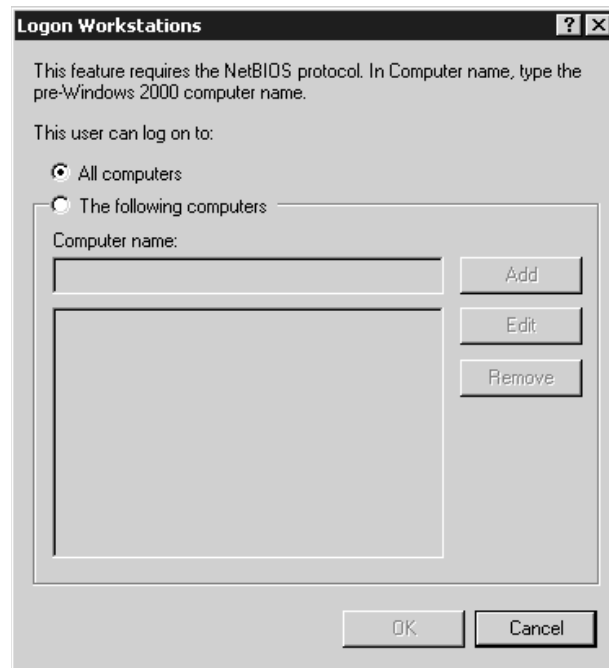 Logon Workstations
This feature requires the NetBIOS protocol. In Computer name, type the
pre-Windows 2000 computer name.
This user can log on to:
All computers
The following computers
Computer name:
Add
Edit
Remove
OK
Cancel